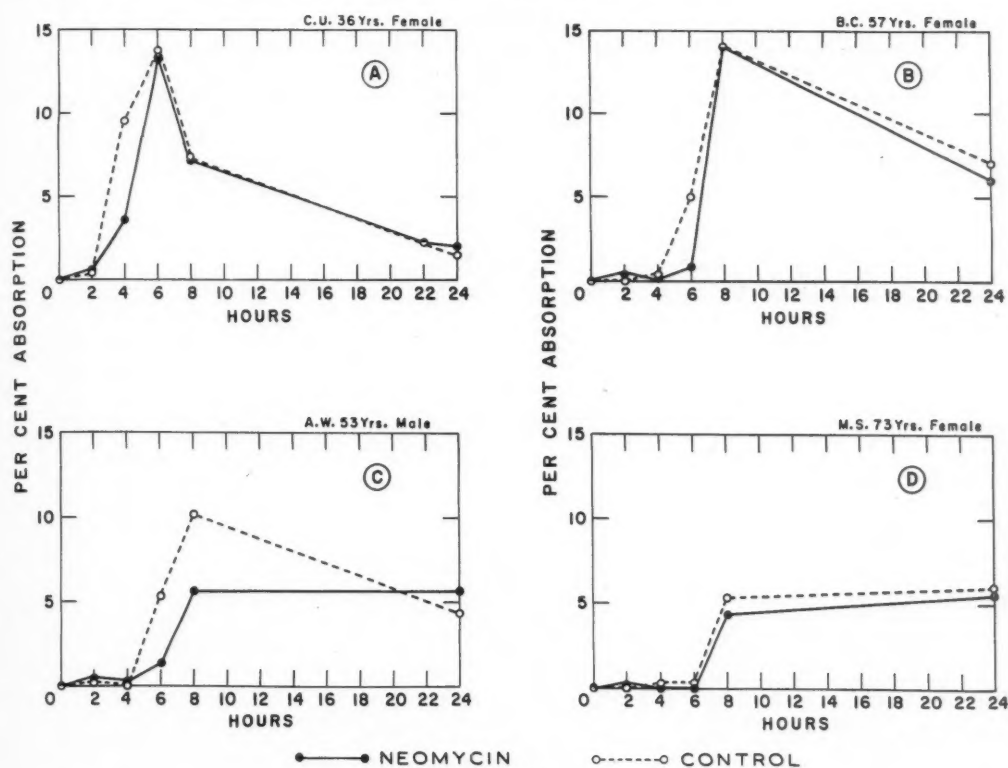 C.U. 36 Yrs. Female
A
15
10
5
0 2 4 6 8 10 12 14 16 18 20 22 24
HOURS
B.C. 57 Yrs. Female
B
15
10
5
0 2 4 6 8 10 12 14 16 18 20 22 24
HOURS
PER CENT ABSORPTION
PER CENT ABSORPTION
A.W. 53 Yrs. Male
C
15
10
5
0 2 4 6 8 10 12 14 16 18 20 22 24
HOURS
M.S. 73 Yrs. Female
D
15
10
5
0 2 4 6 8 10 12 14 16 18 20 22 24
HOURS
NEOMYCIN CONTROL